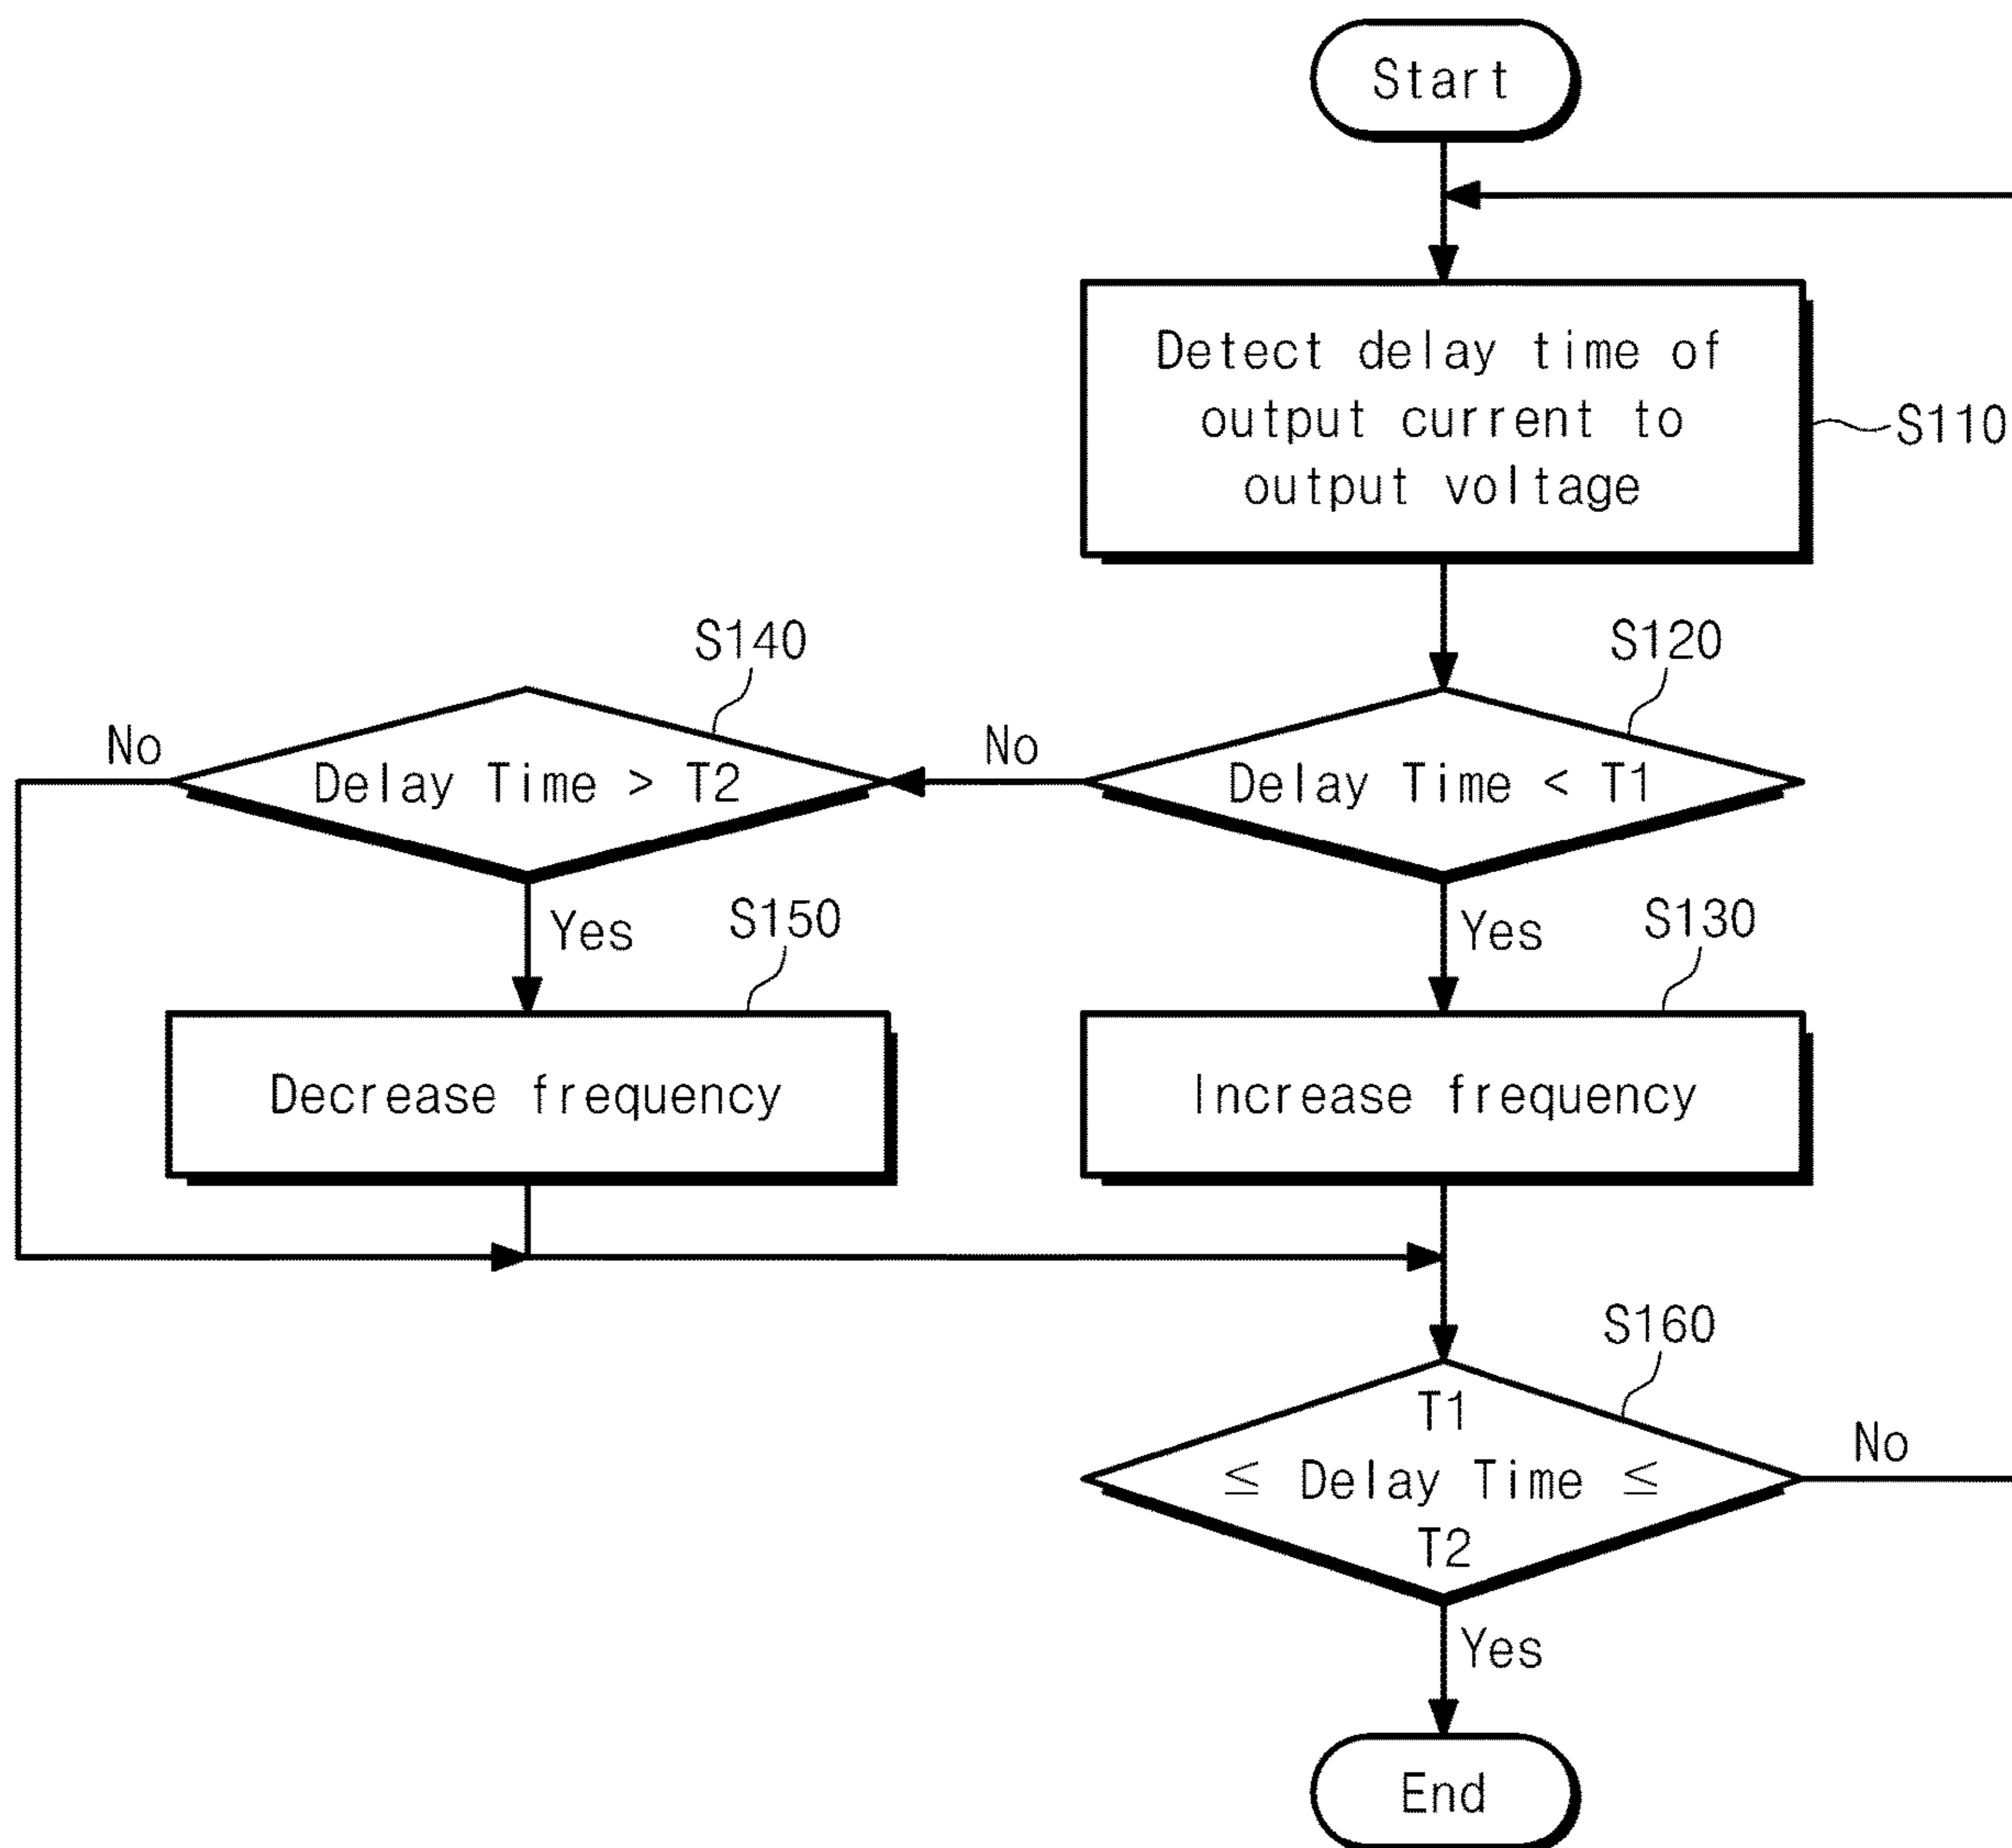 Start
Detect delay time of
output current to
output voltage
S110
S140
S120
No
Delay Time > T2
No
Delay Time < T1
Yes
S150
Yes
S130
Decrease frequency
Increase frequency
S160
T1
≤ Delay Time ≤
T2
No
Yes
End